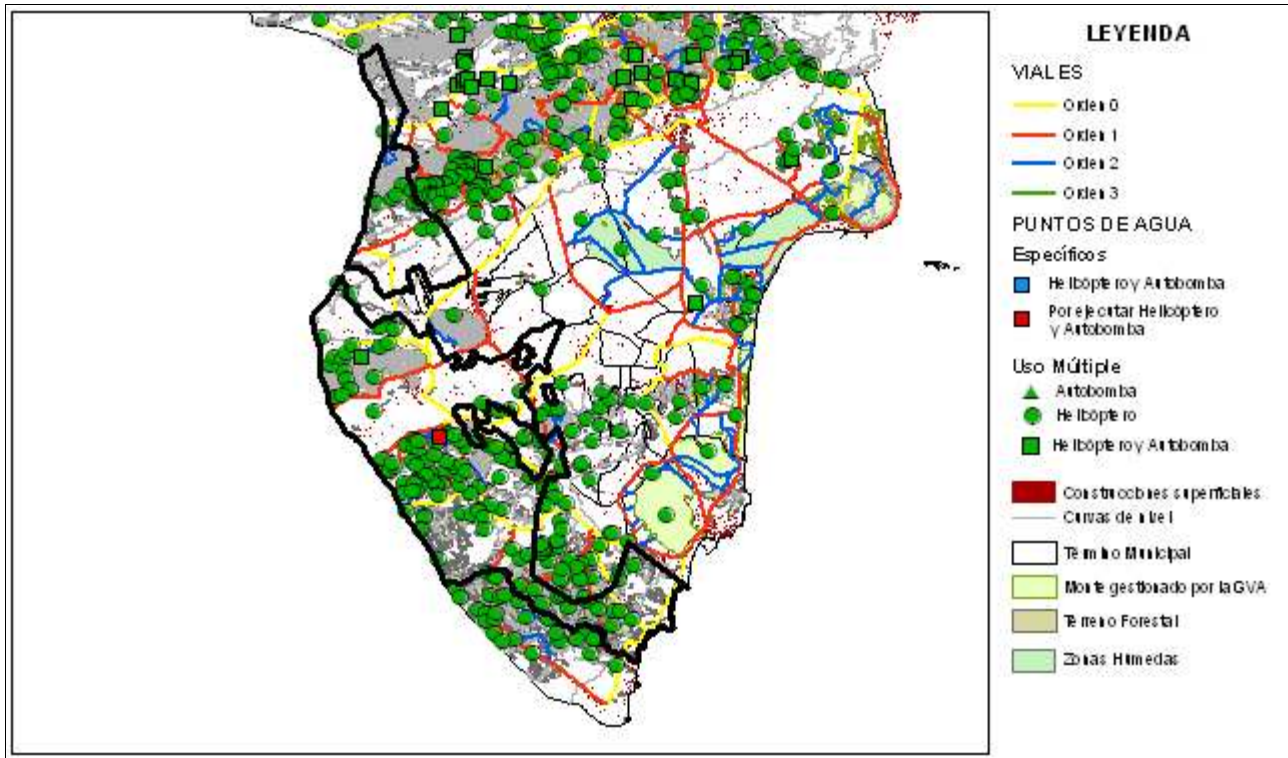 LEYENDA
VIALES
Orden 0
Orden 1
Orden 2
Orden 3
PUNTOS DE AGUA
Específicos
Helicóptero y Autobomba
Por ejecutar Helicóptero
y Autobomba
Uso Múltiple
Autobomba
Helicóptero
Helicóptero y Autobomba
Construcciones superficiales
Curvas de nivel
Término Municipal
Monte gestionado por la GVA
Terreno Forestal
Zonas Húmedas